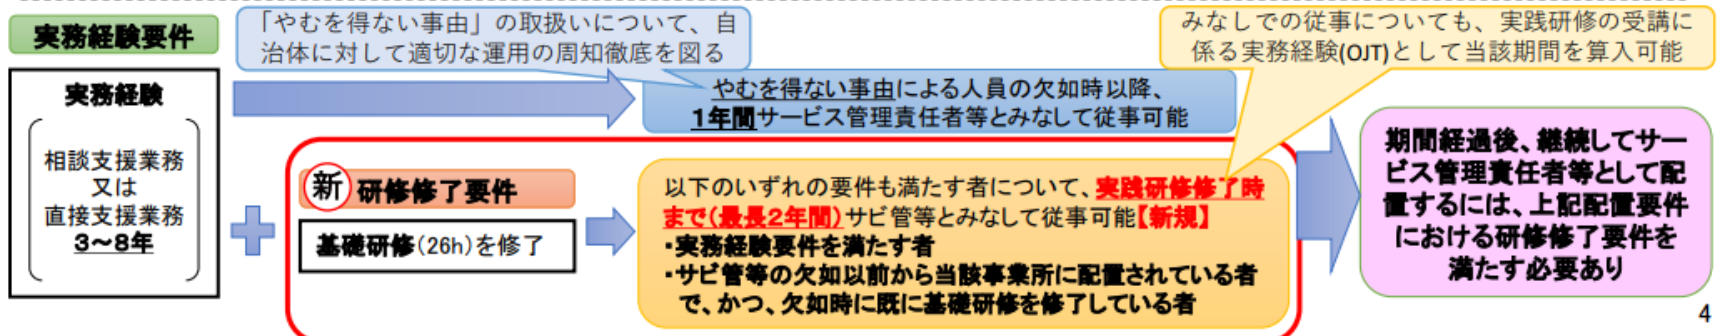 実務経験要件
「やむを得ない事由」の取扱いについて、自
治体に対して適切な運用の周知徹底を図る
みなしでの従事についても、実践研修の受講に
係る実務経験(OJT)として当該期間を算入可能
実務経験
相談支援業務
又は
直接支援業務
3～8年
やむを得ない事由による人員の欠如時以降、
1年間サービス管理責任者等とみなして従事可能
新 研修修了要件
基礎研修(26h)を修了
以下のいずれの要件も満たす者について、実践研修修了時
まで(最長2年間)サビ管等とみなして従事可能【新規】
・実務経験要件を満たす者
・サビ管等の欠如以前から当該事業所に配置されている者
で、かつ、欠如時に既に基礎研修を修了している者
期間経過後、継続してサー
ビス管理責任者等として配
置するには、上記配置要件
における研修修了要件を
満たす必要あり
4